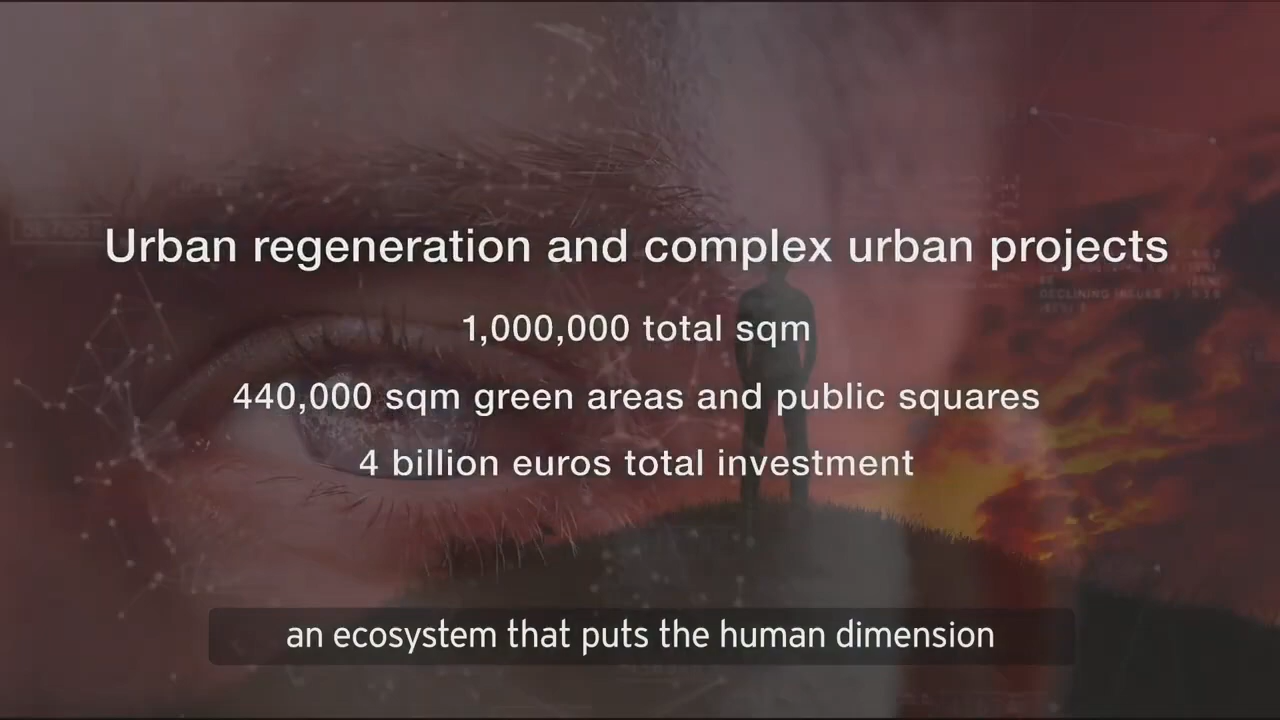 Urban regeneration and complex urban projects
1,000,000 total sqm
440,000 sqm green areas and public squares
4 billion euros total investment
an ecosystem that puts the human dimension